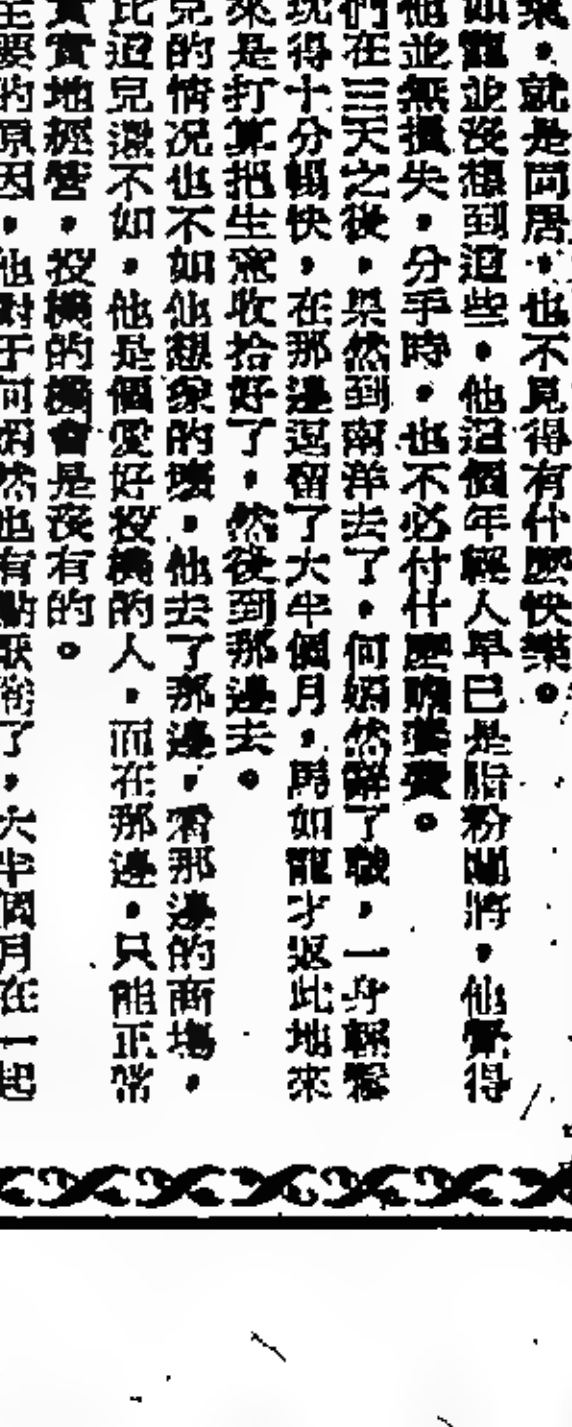 樂，就是同居，也不見得有什麼快樂。
如龍並沒想到這些，他這個年輕人早已是脂粉闖將，他覺得
他並無損失，分手時，也不必付什麼贍養費。
們在三天之後，果然到南洋去了，何娟然辭了職，一身輕鬆
玩得十分暢快，在那邊逗留了大半個月，馬如龍才返此地來
來是打算把生意收拾好了，然後到那邊去。
兒的情况也不如他想象的壞，他去了那邊，看那邊的商塲，
比這兒還不如，他是個愛好投機的人，而在那邊，只能正常
實實地經營，投機的機會是沒有的。
主要的原因，他對于何娟然也有點厭倦了，大半個月在一起